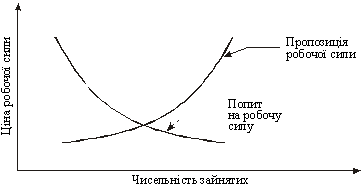 Ціна робочої сили
Пропозиція
робочої сили
Попит
на робочу
силу
Чисельність зайнятих